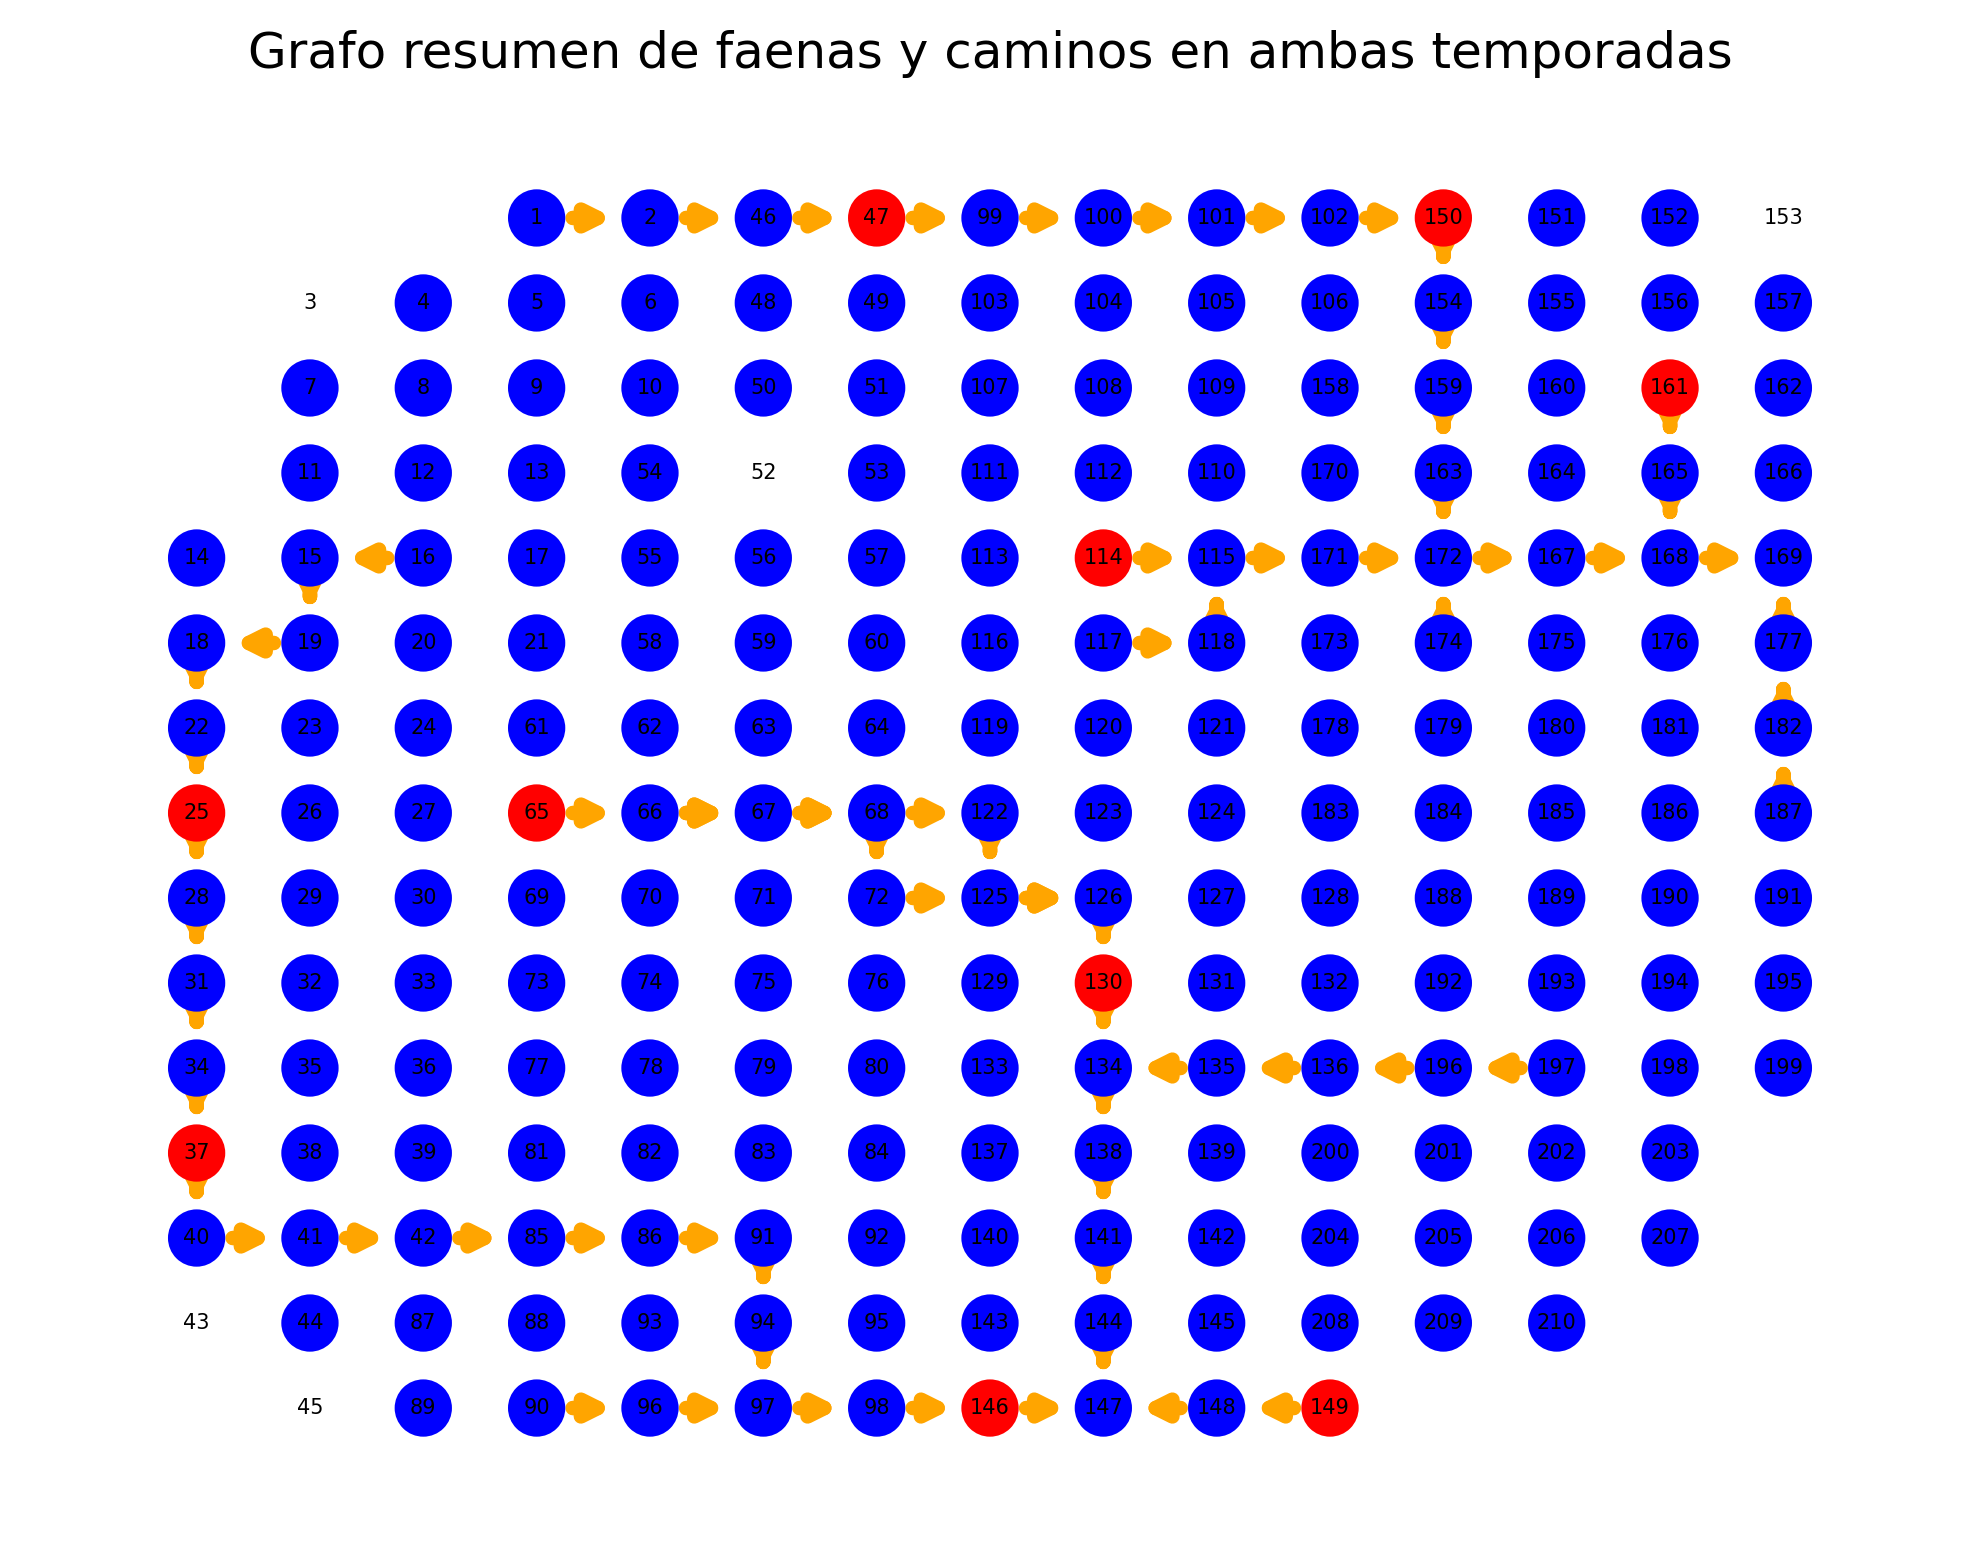 Grafo resumen de faenas y caminos en ambas temporadas
1 2 46 47 99 100 101 102 150 151 152 153
3 4 5 6 48 49 103 104 105 106 154 155 156 157
7 8 9 10 50 51 107 108 109 158 159 160 161 162
11 12 13 54 52 53 111 112 110 170 163 164 165 166
14 15 16 17 55 56 57 113 114 115 171 172 167 168 169
18 19 20 21 58 59 60 116 117 118 173 174 175 176 177
22 23 24 61 62 63 64 119 120 121 178 179 180 181 182
25 26 27 65 66 67 68 122 123 124 183 184 185 186 187
28 29 30 69 70 71 72 125 126 127 128 188 189 190 191
31 32 33 73 74 75 76 129 130 131 132 192 193 194 195
34 35 36 77 78 79 80 133 134 135 136 196 197 198 199
37 38 39 81 82 83 84 137 138 139 200 201 202 203
40 41 42 85 86 91 92 140 141 142 204 205 206 207
43 44 87 88 93 94 95 143 144 145 208 209 210
45 89 90 96 97 98 146 147 148 149